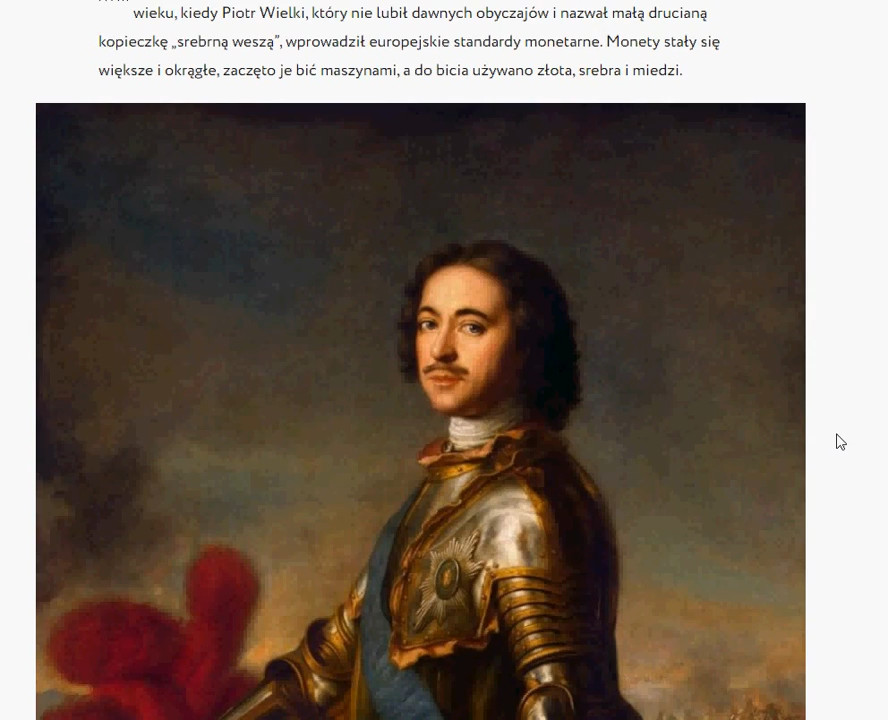 wieku, kiedy Piotr Wielki, który nie lubił dawnych obyczajów i nazwał małą drucianą
kopieczkę „srebrną weszą”, wprowadził europejskie standardy monetarne. Monety stały się
większe i okrągłe, zaczęto je bić maszynami, a do bicia używano złota, srebra i miedzi.